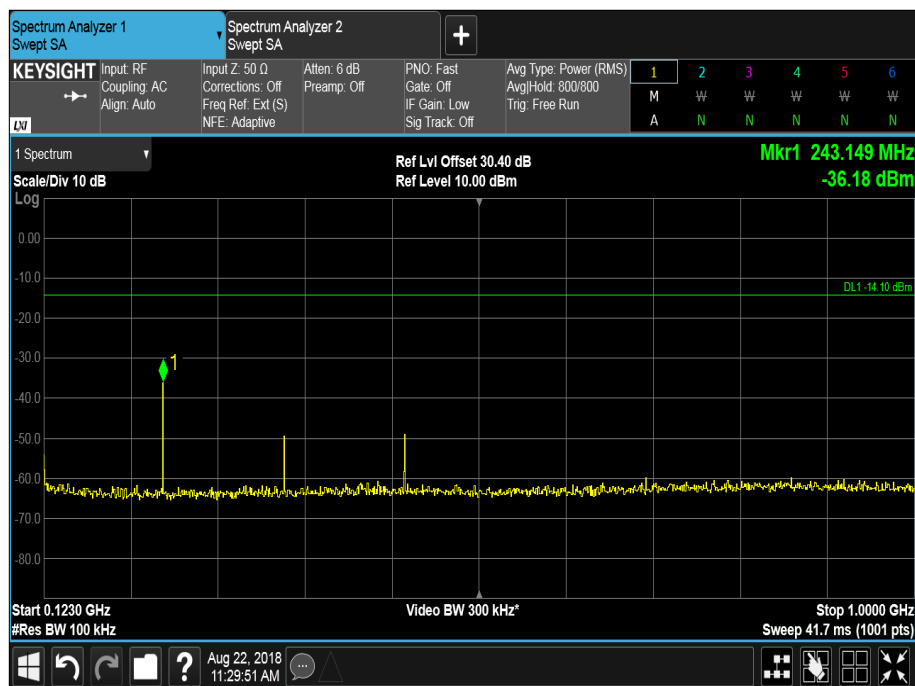 Spectrum Analyzer 1
Swept SA
Spectrum Analyzer 2
Swept SA
+
KEYSIGHT
LXI
Input: RF
Coupling: AC
Align: Auto
Input Z: 50 Ω
Corrections: Off
Freq Ref: Ext (S)
NFE: Adaptive
Atten: 6 dB
Preamp: Off
PNO: Fast
Gate: Off
IF Gain: Low
Sig Track: Off
Avg Type: Power (RMS)
Avg|Hold: 800/800
Trig: Free Run
1 2 3 4 5 6
M W W W W W
A N N N N N
1 Spectrum
Scale/Div 10 dB
Ref Lvl Offset 30.40 dB
Ref Level 10.00 dBm
Mkr1 243.149 MHz
-36.18 dBm
Log
0.00
-10.0
DL1 -14.10 dBm
-20.0
-30.0
1
-40.0
-50.0
-60.0
-70.0
-80.0
Start 0.1230 GHz
#Res BW 100 kHz
Video BW 300 kHz*
Stop 1.0000 GHz
Sweep 41.7 ms (1001 pts)
?
Aug 22, 2018
11:29:51 AM